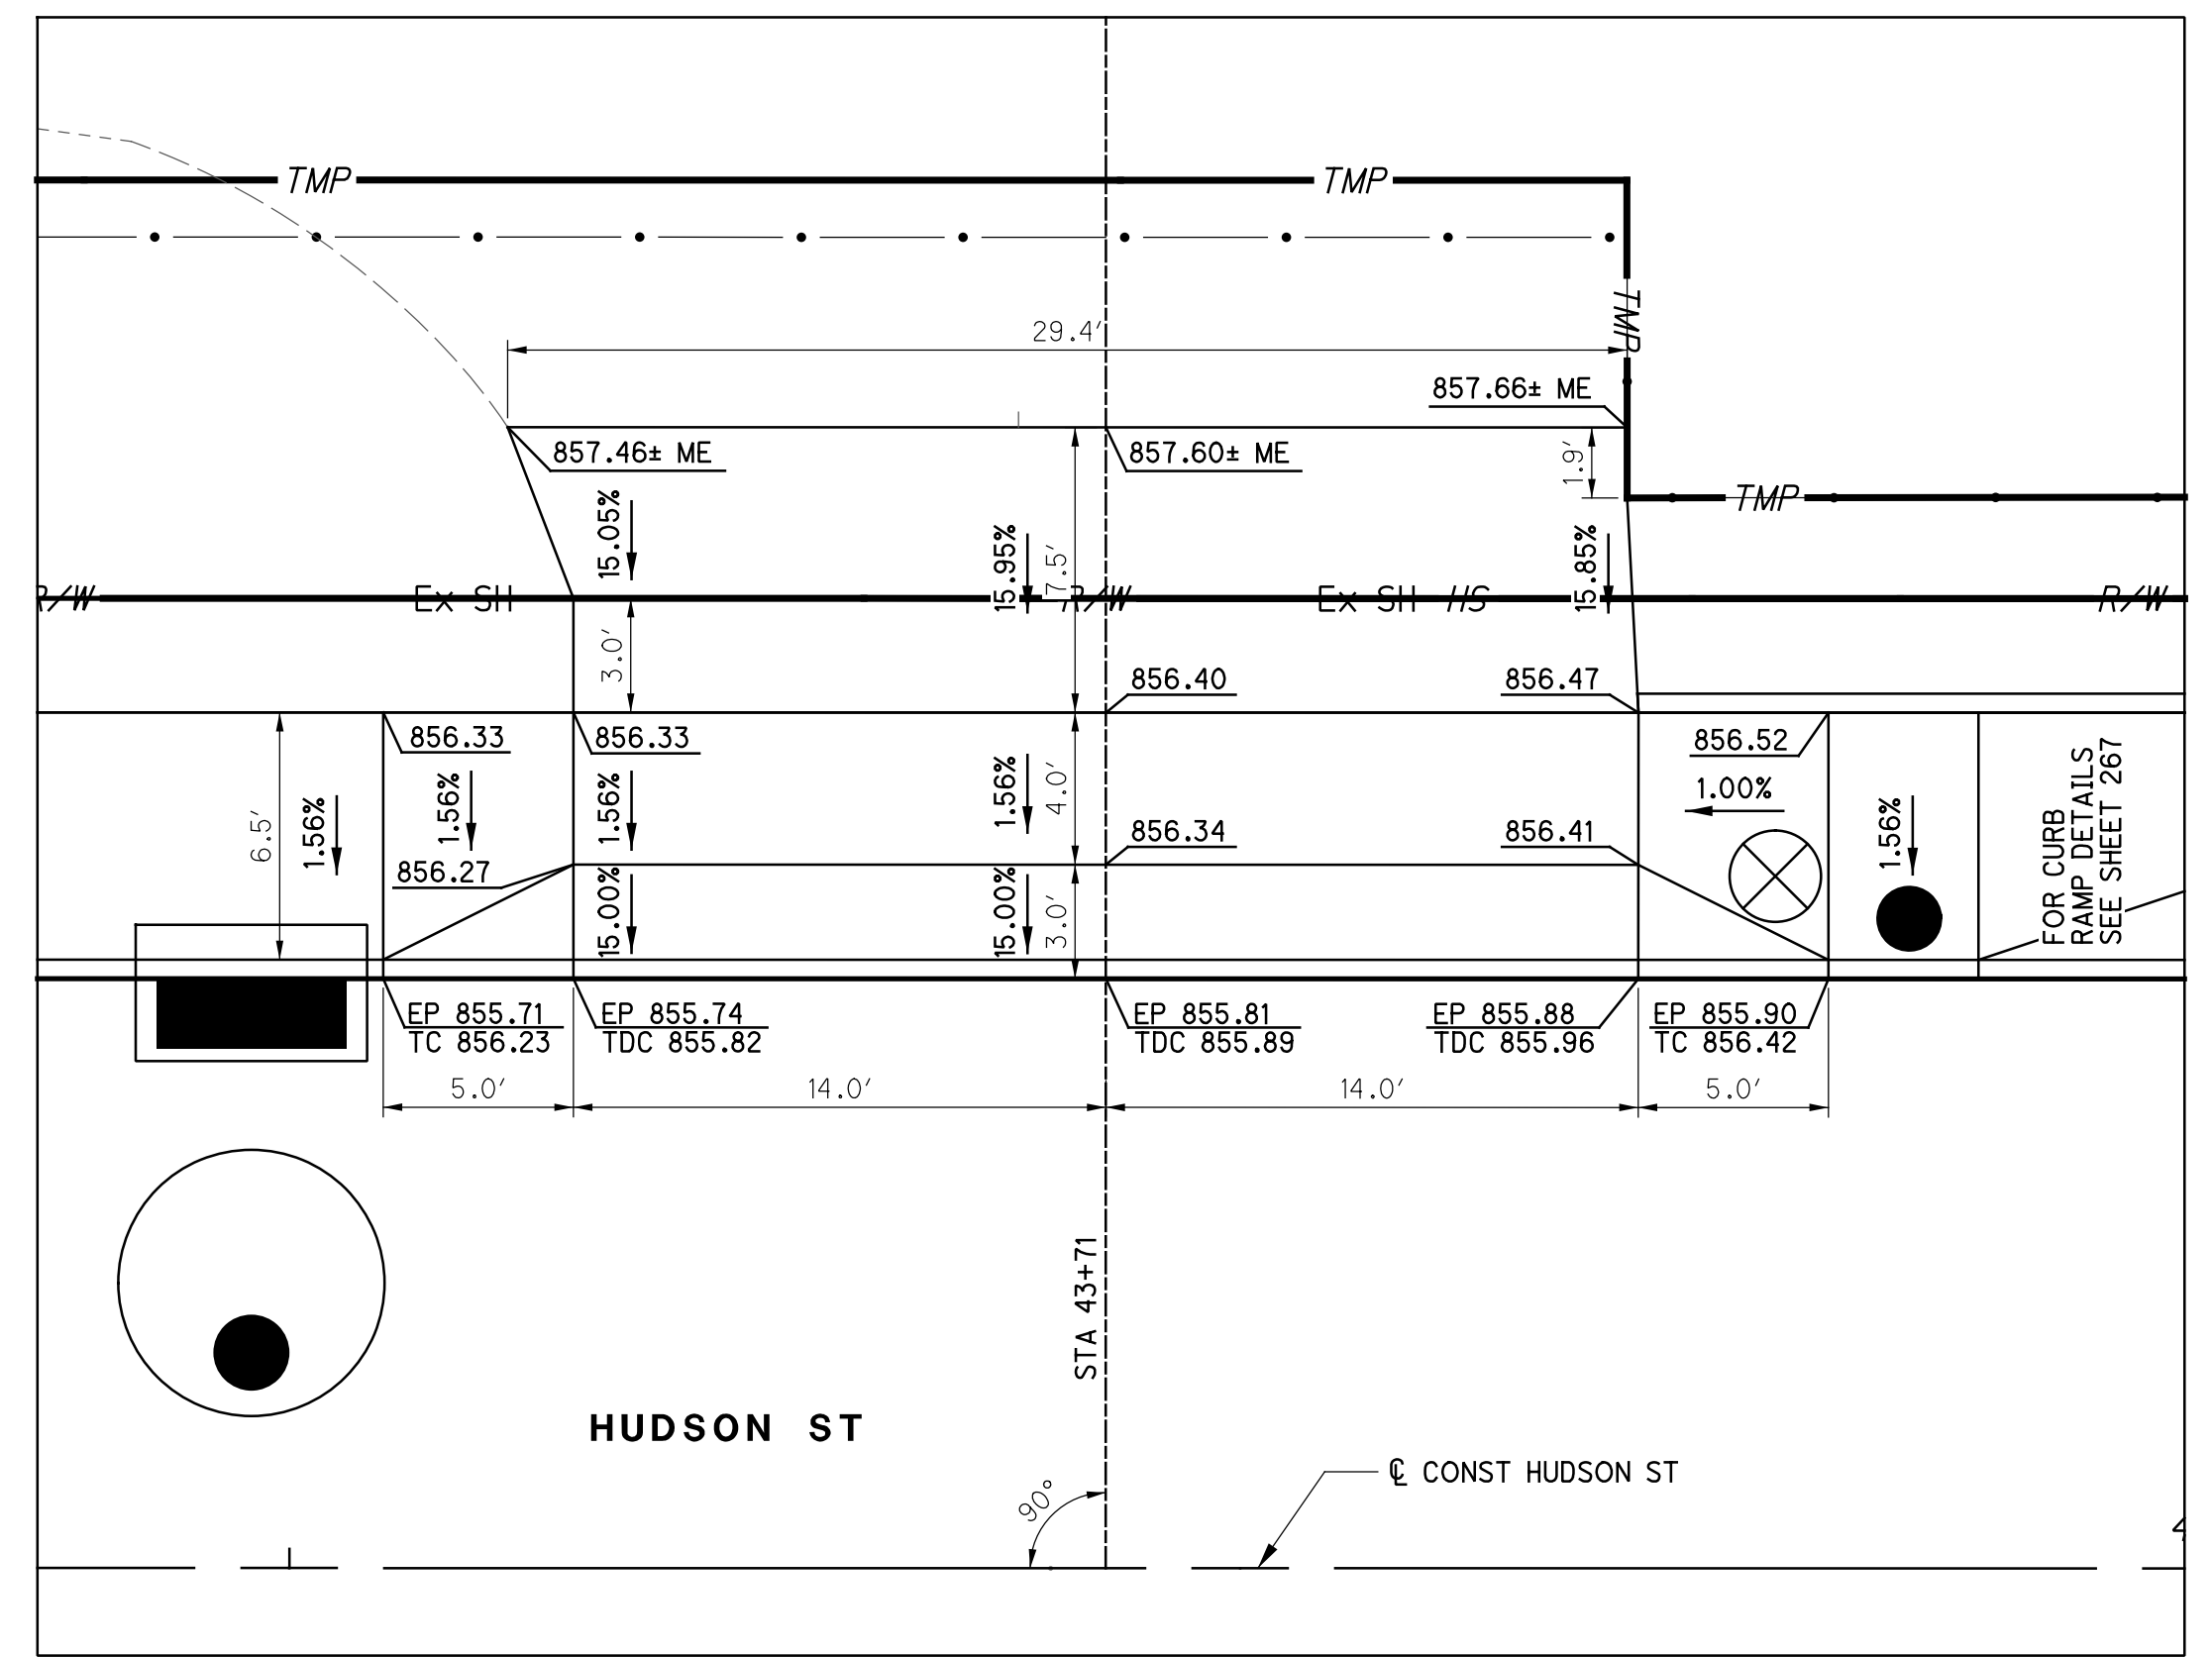 TMP
TMP
TMP
29.4'
857.66± ME
857.46± ME
857.60± ME
1.9'
TMP
15.05%
15.95%
7.5'
15.85%
R/W
Ex SH
R/W
Ex SH HS
R/W
3.0'
856.40
856.47
856.33
856.33
856.52
6.5'
1.56%
1.56%
1.56%
1.56%
4.0'
1.00%
1.56%
FOR CURB
RAMP DETAILS
SEE SHEET 267
856.34
856.41
856.27
15.00%
15.00%
3.0'
EP 855.71
TC 856.23
EP 855.74
TDC 855.82
EP 855.81
TDC 855.89
EP 855.88
TDC 855.96
EP 855.90
TC 856.42
5.0'
14.0'
14.0'
5.0'
STA 43+71
HUDSON ST
90°
℄ CONST HUDSON ST
4